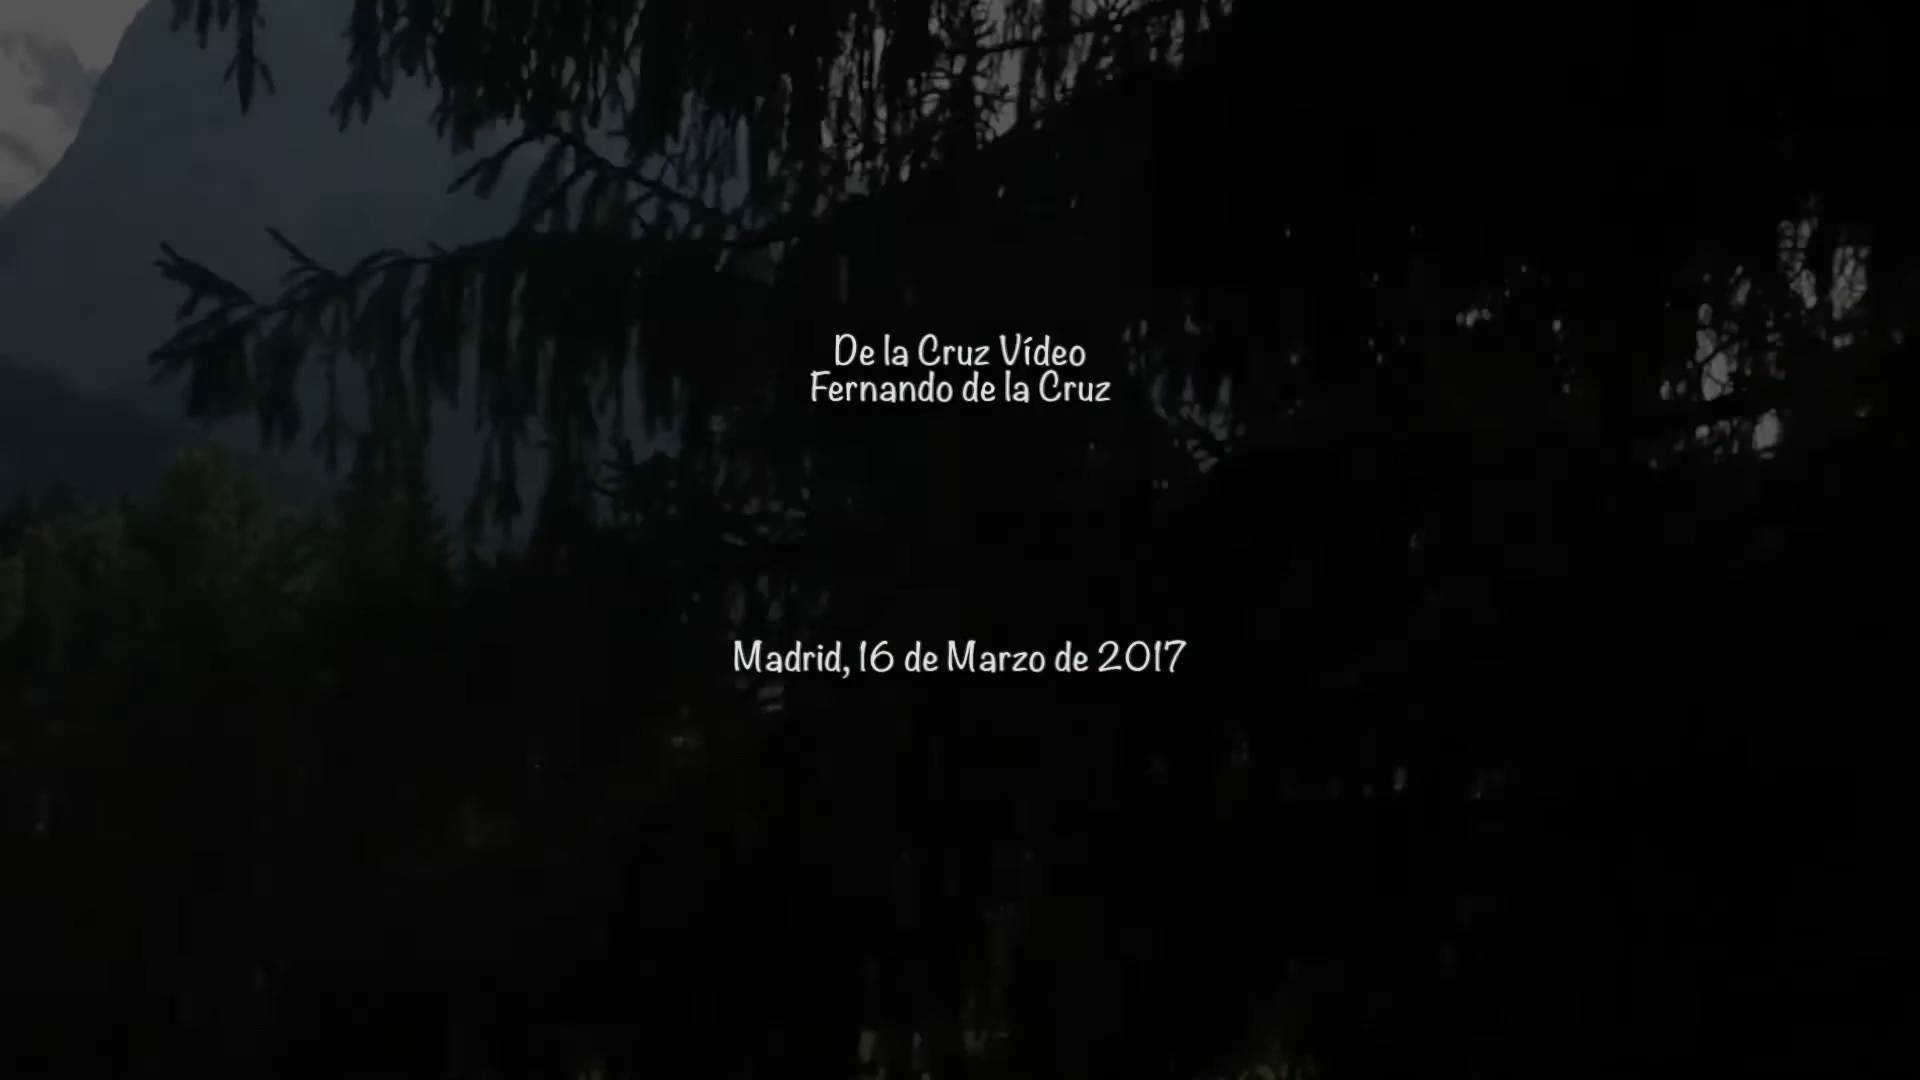 De la Cruz Vídeo
Fernando de la Cruz
Madrid, 16 de Marzo de 2017